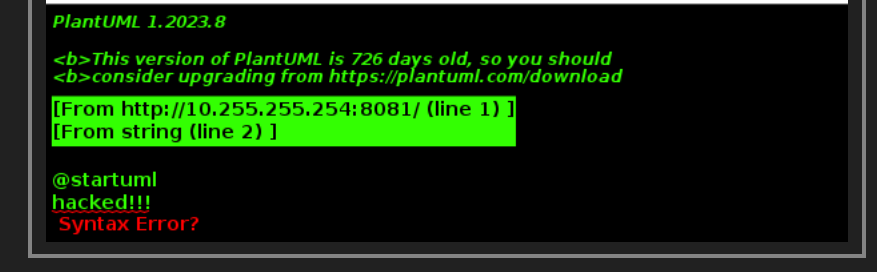 PlantUML 1.2023.8
<b>This version of PlantUML is 726 days old, so you should
<b>consider upgrading from https://plantuml.com/download
[From http://10.255.255.254:8081/ (line 1) ]
[From string (line 2) ]
@startuml
hacked!!!
Syntax Error?